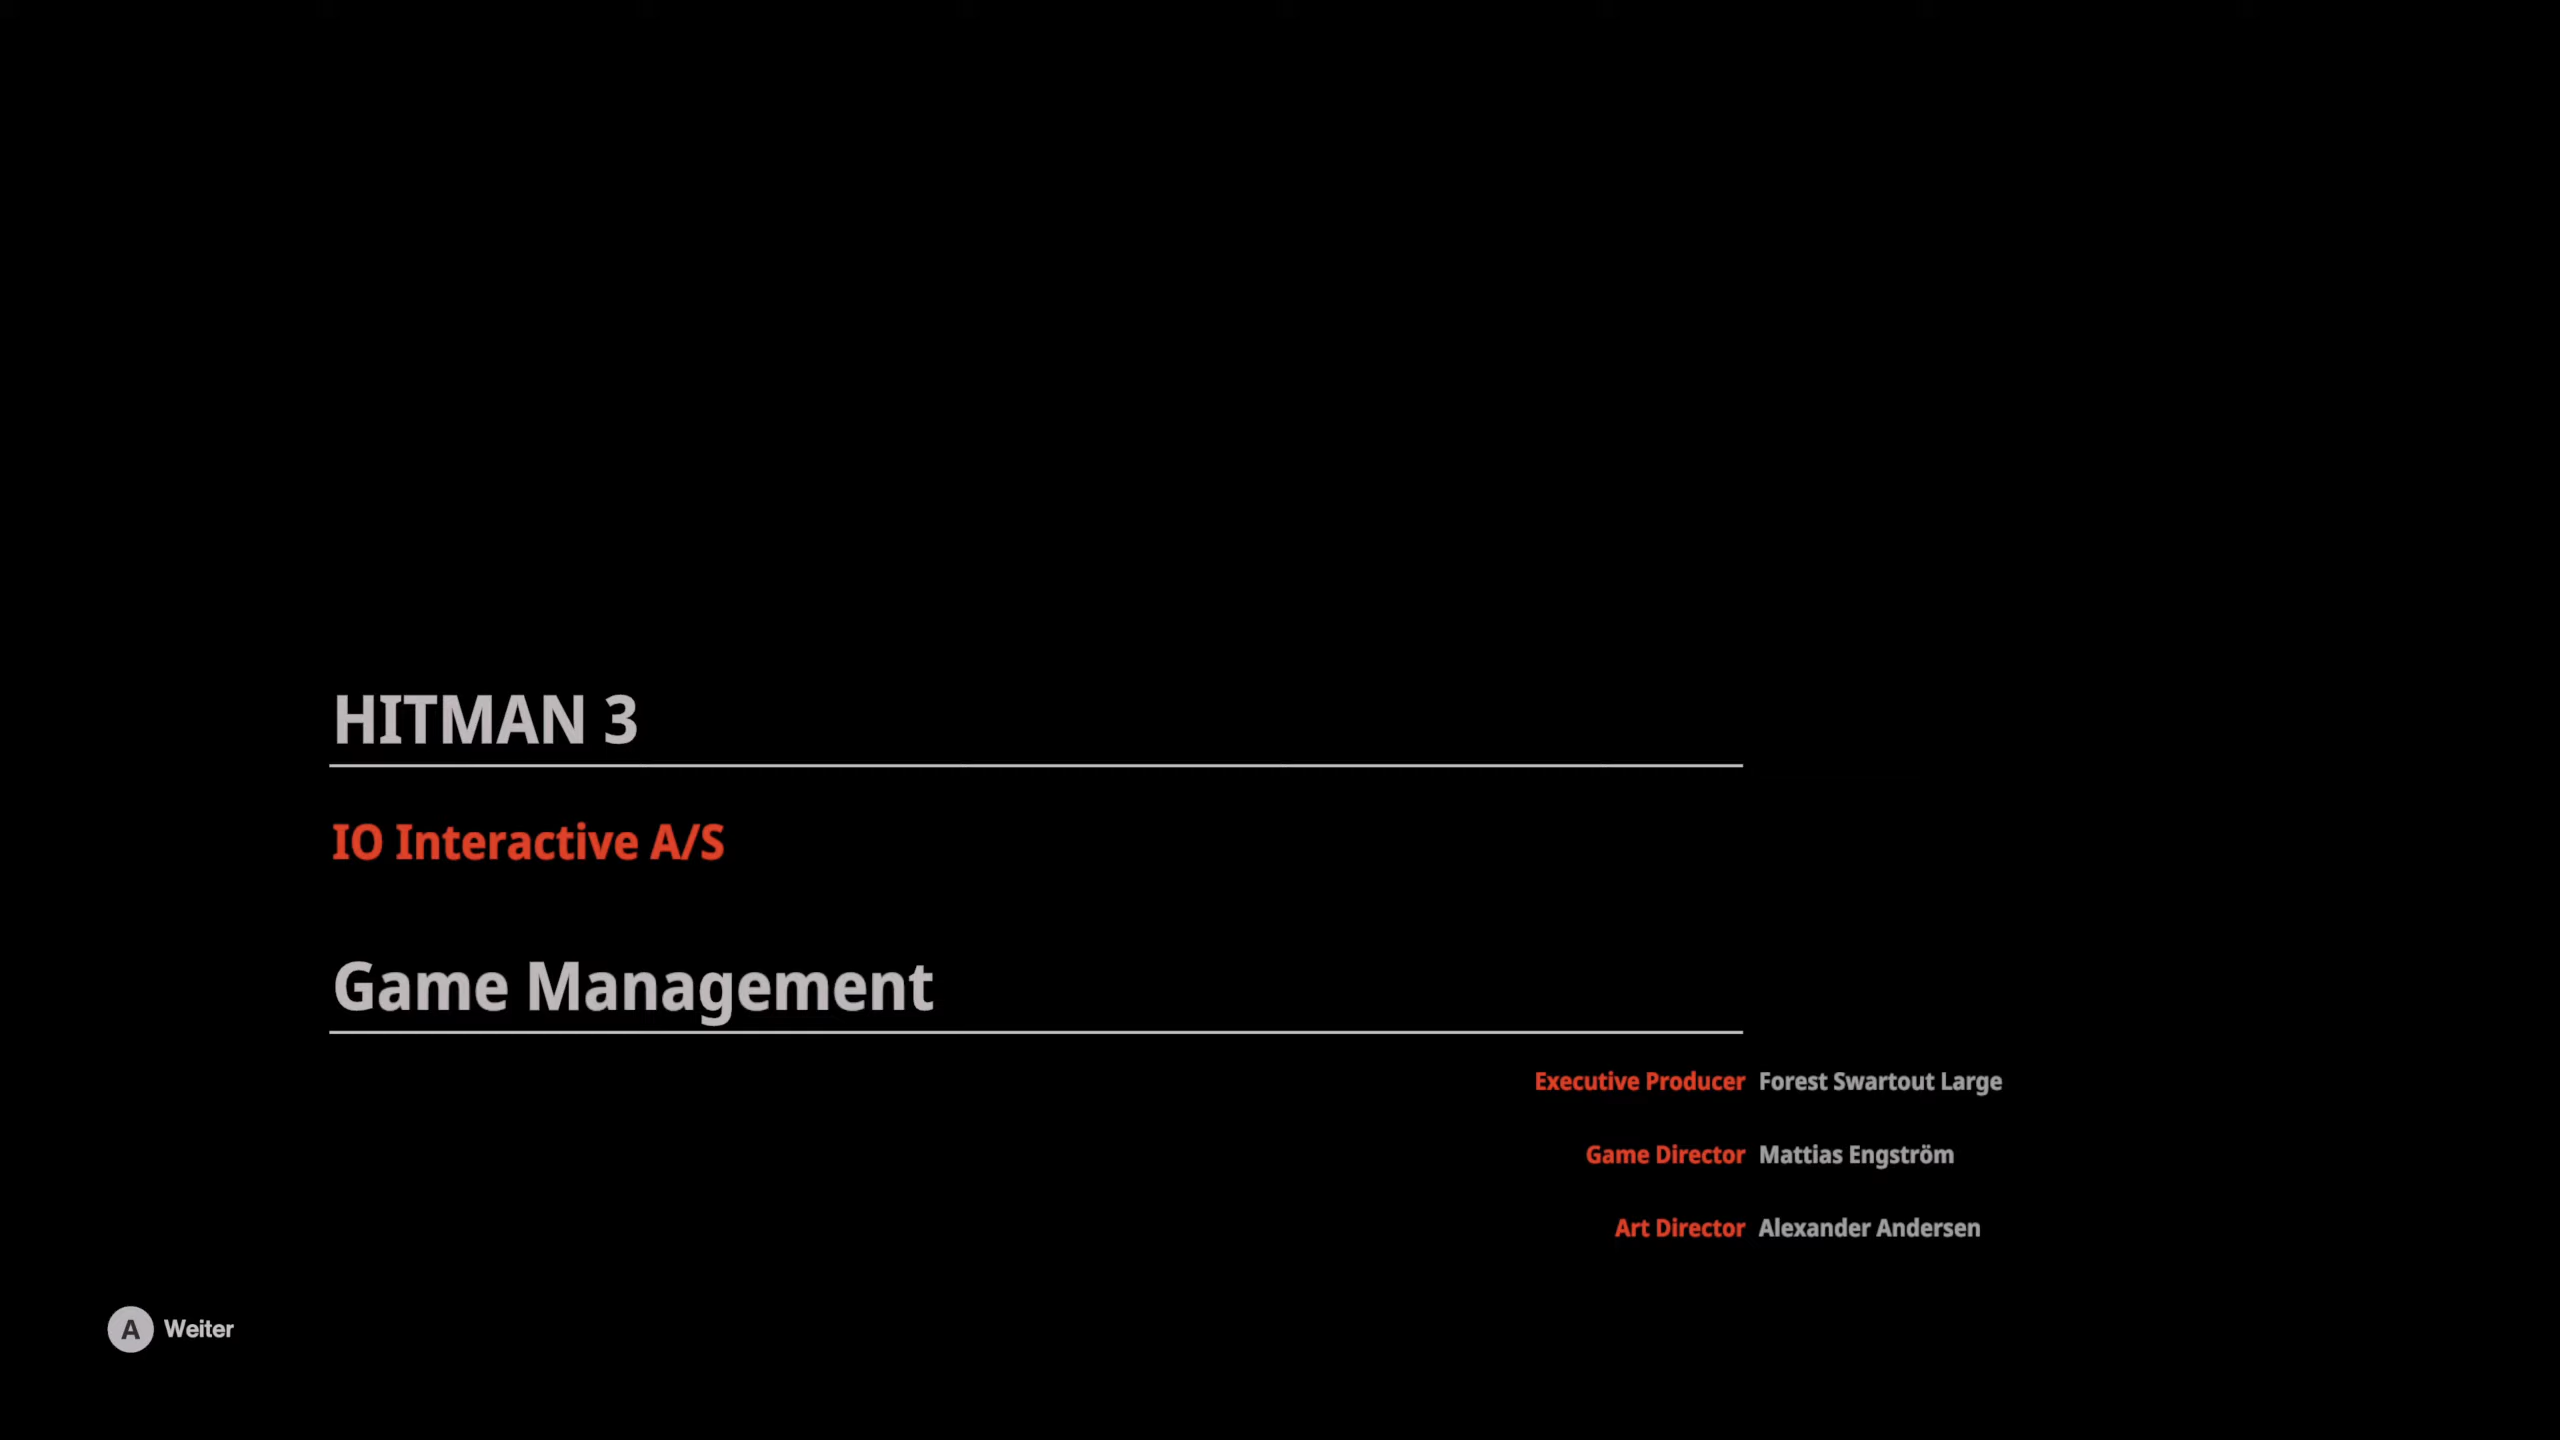 HITMAN 3
IO Interactive A/S
Game Management
Executive Producer Forest Swartout Large
Game Director Mattias Engström
Art Director Alexander Andersen
A Weiter